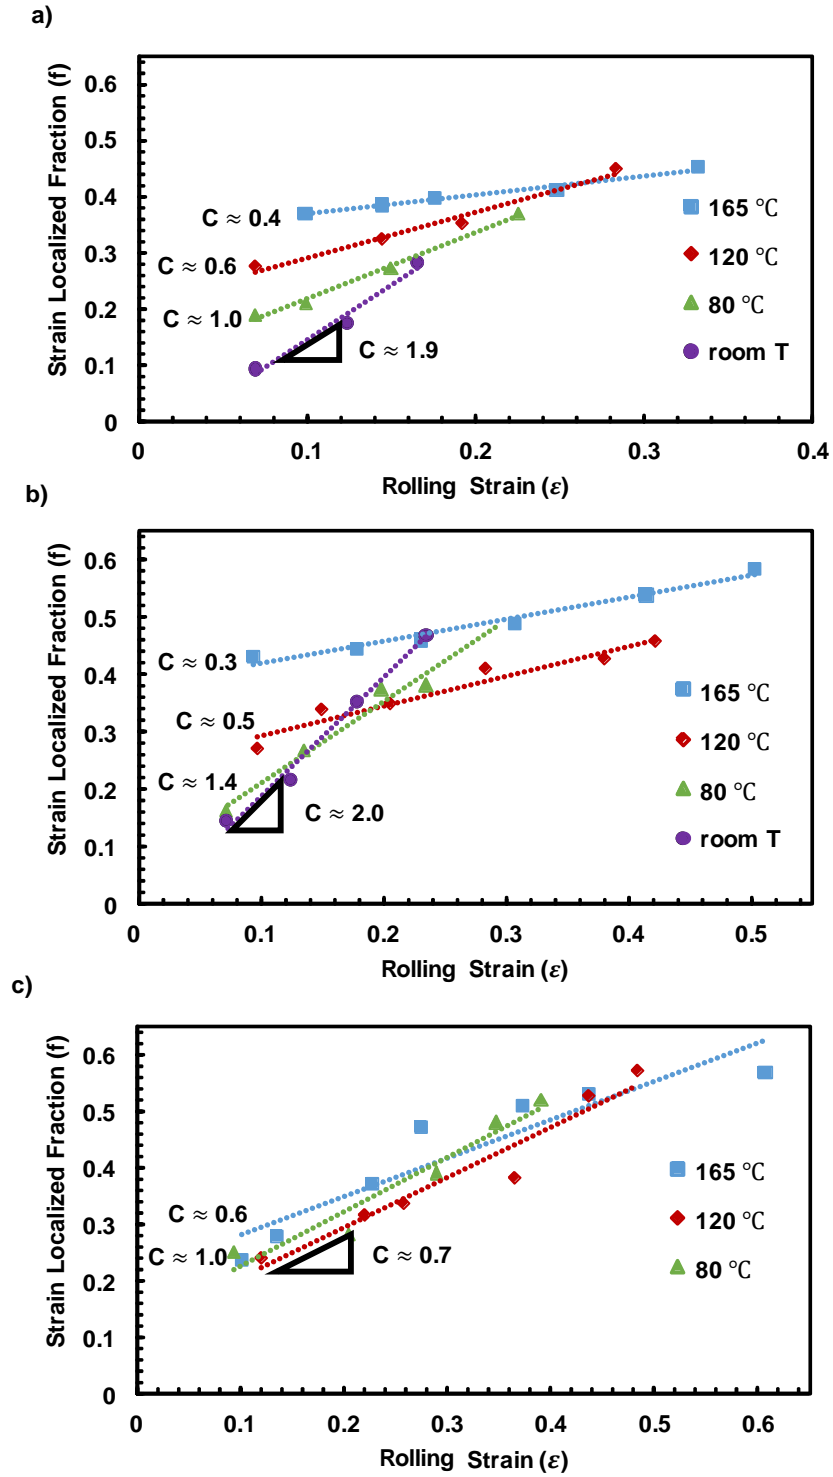 a)
Strain Localized Fraction (f)
0.6
0.5
0.4
0.3
0.2
0.1
0
C ≈ 0.4
C ≈ 0.6
C ≈ 1.0
C ≈ 1.9
165 ℃
120 ℃
80 ℃
room T
0 0.1 0.2 0.3 0.4
Rolling Strain (ε)
b)
Strain Localized Fraction (f)
0.6
0.5
0.4
0.3
0.2
0.1
0
C ≈ 0.3
C ≈ 0.5
C ≈ 1.4
C ≈ 2.0
165 ℃
120 ℃
80 ℃
room T
0 0.1 0.2 0.3 0.4 0.5
Rolling Strain (ε)
c)
Strain Localized Fraction (f)
0.6
0.5
0.4
0.3
0.2
0.1
0
C ≈ 0.6
C ≈ 1.0
C ≈ 0.7
165 ℃
120 ℃
80 ℃
0 0.1 0.2 0.3 0.4 0.5 0.6
Rolling Strain (ε)